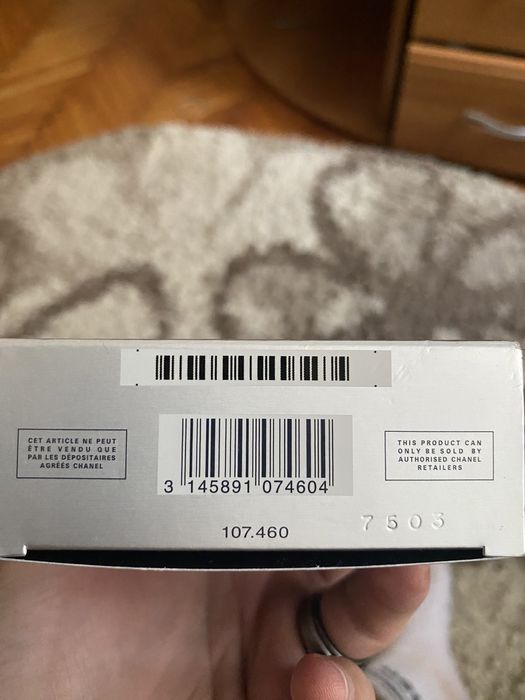 CET ARTICLE NE PEUT
ÊTRE VENDU QUE
PAR LES DÉPOSITAIRES
AGRÉÉS CHANEL
THIS PRODUCT CAN
ONLY BE SOLD BY
AUTHORISED CHANEL
RETAILERS
3 145891 074604
107.460
7503